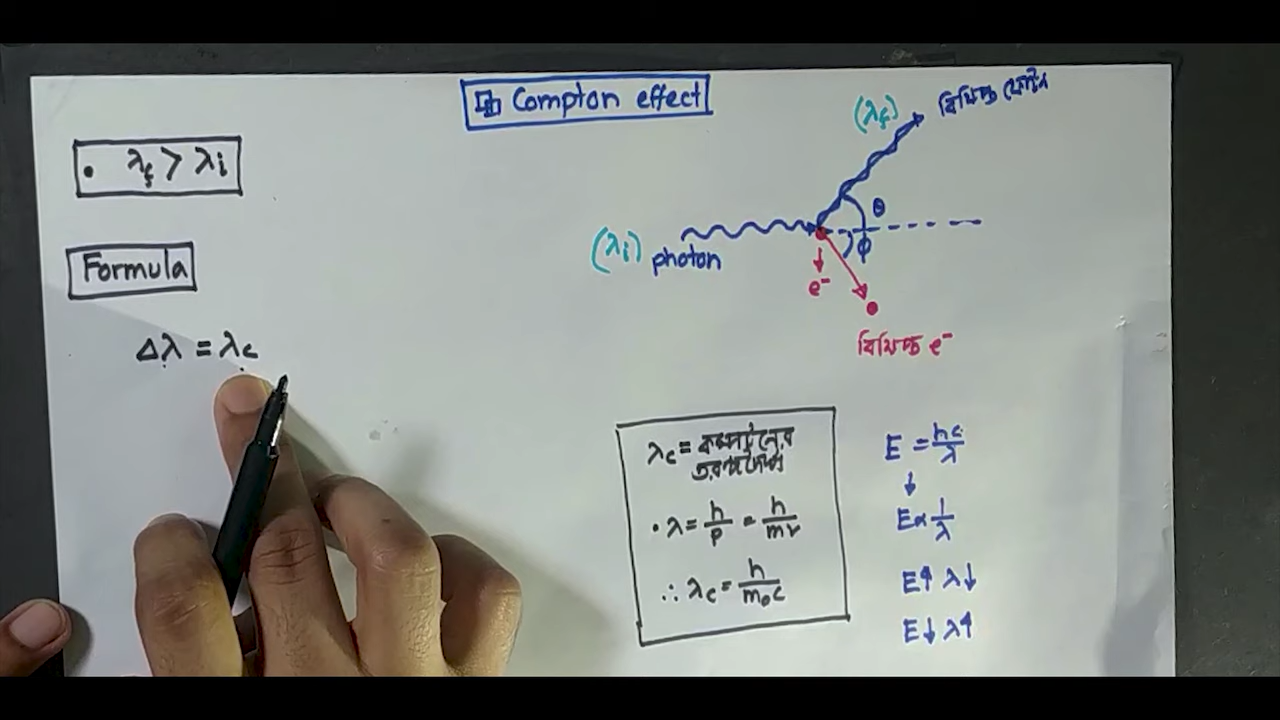 Compton effect
• λf > λi
Formula
Δλ = λc
(λf)
বিক্ষিপ্ত ফোটন
θ
ϕ
(λi) photon
e⁻
বিক্ষিপ্ত e⁻
λc = কম্পটনের
তরঙ্গদৈর্ঘ্য
• λ = h/p = h/mv
∴ λc = h/m₀c
E = hc/λ
↓
E∝ 1/λ
E↑ λ↓
E↓ λ↑